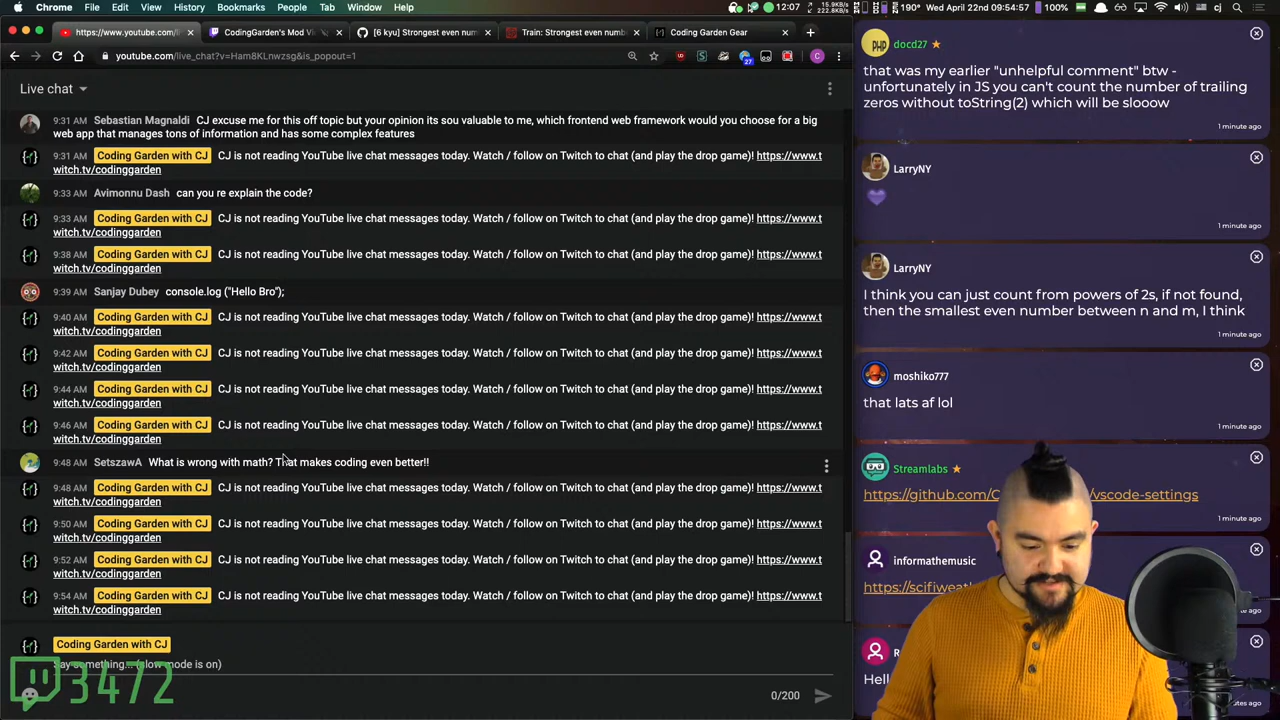 Chrome File Edit View History Bookmarks People Tab Window Help
12:07 190° Wed April 22nd 09:54:57 100%
https://www.youtube.com/li
CodingGarden's Mod Vi
[6 kyu] Strongest even num
Train: Strongest even numb
Coding Garden Gear
youtube.com/live_chat?v=Ham8KLnwzsg&is_popout=1
Live chat
9:31 AM Sebastian Magnaldi CJ excuse me for this off topic but your opinion its sou valuable to me, which frontend web framework would you choose for a big
web app that manages tons of information and has some complex features
9:31 AM Coding Garden with CJ CJ is not reading YouTube live chat messages today. Watch / follow on Twitch to chat (and play the drop game)! https://www.t
witch.tv/codinggarden
9:33 AM Avimonnu Dash can you re explain the code?
9:33 AM Coding Garden with CJ CJ is not reading YouTube live chat messages today. Watch / follow on Twitch to chat (and play the drop game)! https://www.t
witch.tv/codinggarden
9:38 AM Coding Garden with CJ CJ is not reading YouTube live chat messages today. Watch / follow on Twitch to chat (and play the drop game)! https://www.t
witch.tv/codinggarden
9:39 AM Sanjay Dubey console.log ("Hello Bro");
9:40 AM Coding Garden with CJ CJ is not reading YouTube live chat messages today. Watch / follow on Twitch to chat (and play the drop game)! https://www.t
witch.tv/codinggarden
9:42 AM Coding Garden with CJ CJ is not reading YouTube live chat messages today. Watch / follow on Twitch to chat (and play the drop game)! https://www.t
witch.tv/codinggarden
9:44 AM Coding Garden with CJ CJ is not reading YouTube live chat messages today. Watch / follow on Twitch to chat (and play the drop game)! https://www.t
witch.tv/codinggarden
9:46 AM Coding Garden with CJ CJ is not reading YouTube live chat messages today. Watch / follow on Twitch to chat (and play the drop game)! https://www.t
witch.tv/codinggarden
9:48 AM SetszawA What is wrong with math? That makes coding even better!!
9:48 AM Coding Garden with CJ CJ is not reading YouTube live chat messages today. Watch / follow on Twitch to chat (and play the drop game)! https://www.t
witch.tv/codinggarden
9:50 AM Coding Garden with CJ CJ is not reading YouTube live chat messages today. Watch / follow on Twitch to chat (and play the drop game)! https://www.t
witch.tv/codinggarden
9:52 AM Coding Garden with CJ CJ is not reading YouTube live chat messages today. Watch / follow on Twitch to chat (and play the drop game)! https://www.t
witch.tv/codinggarden
9:54 AM Coding Garden with CJ CJ is not reading YouTube live chat messages today. Watch / follow on Twitch to chat (and play the drop game)! https://www.t
witch.tv/codinggarden
Coding Garden with CJ
Say something... (slow mode is on)
3472
0/200
docd27
that was my earlier "unhelpful comment" btw -
unfortunately in JS you can't count the number of trailing
zeros without toString(2) which will be slooow
1 minute ago
LarryNY
1 minute ago
LarryNY
I think you can just count from powers of 2s, if not found,
then the smallest even number between n and m, I think
1 minute ago
moshiko777
that lats af lol
1 minute ago
Streamlabs
https://github.com/C /vscode-settings
1 minute ago
informathemusic
https://scifiweat
Hell